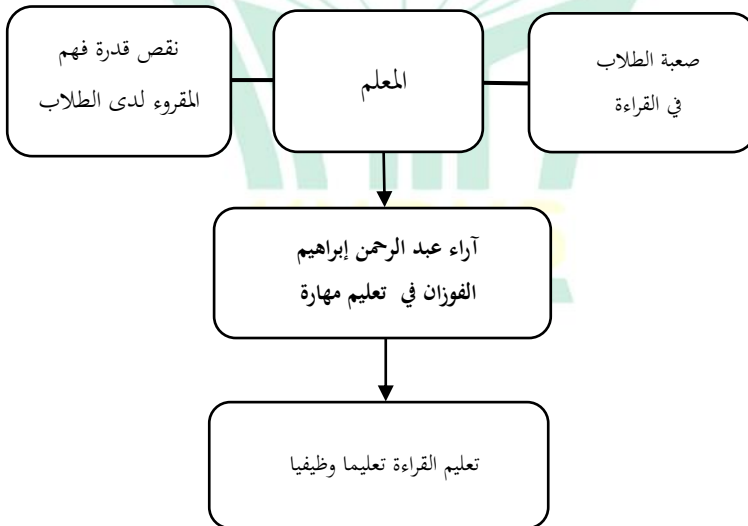 صعبة الطلاب
في القراءة
المعلم
نقص قدرة فهم
المقروء لدى الطلاب
آراء عبد الرحمن إبراهيم
الفوزان في تعليم مهارة
تعليم القراءة تعليما وظيفيا